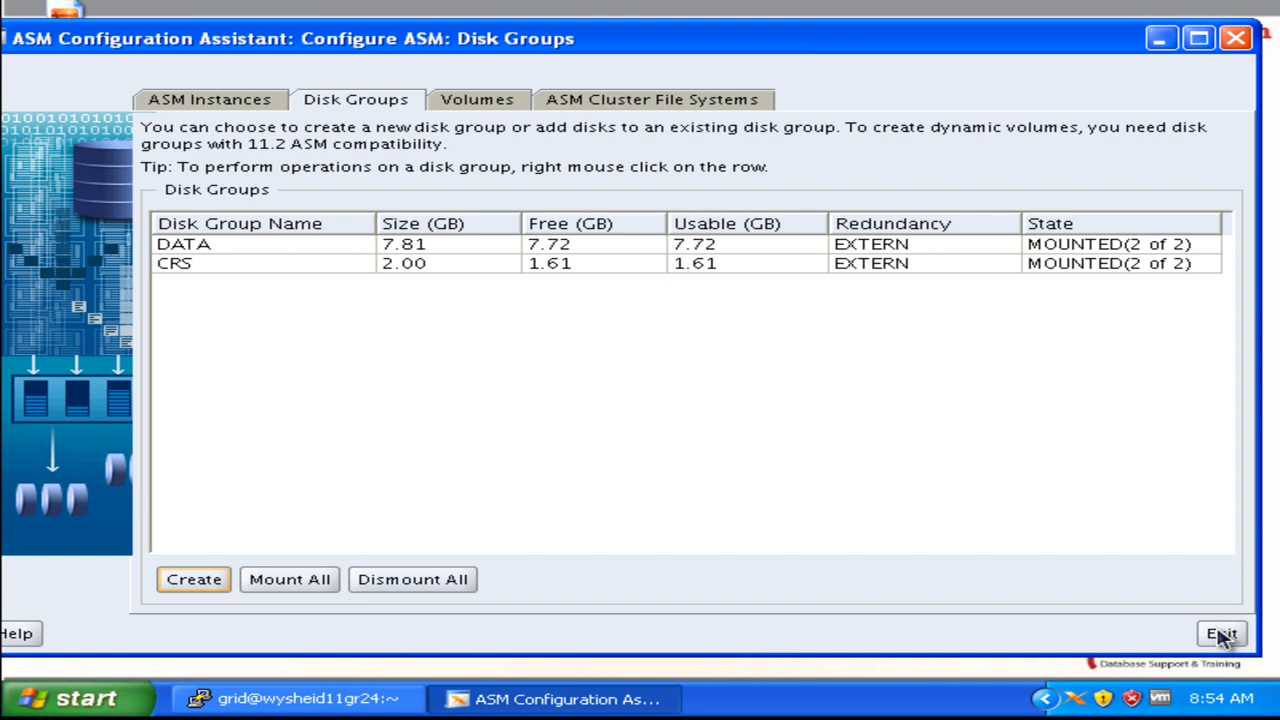 ASM Configuration Assistant: Configure ASM: Disk Groups
ASM Instances Disk Groups Volumes ASM Cluster File Systems
You can choose to create a new disk group or add disks to an existing disk group. To create dynamic volumes, you need disk
groups with 11.2 ASM compatibility.
Tip: To perform operations on a disk group, right mouse click on the row.
Disk Groups
Disk Group Name Size (GB) Free (GB) Usable (GB) Redundancy State
DATA 7.81 7.72 7.72 EXTERN MOUNTED(2 of 2)
CRS 2.00 1.61 1.61 EXTERN MOUNTED(2 of 2)
Create Mount All Dismount All
Help Exit
Database Support & Training
start grid@wysheid11gr24:~ ASM Configuration As... vm 8:54 AM